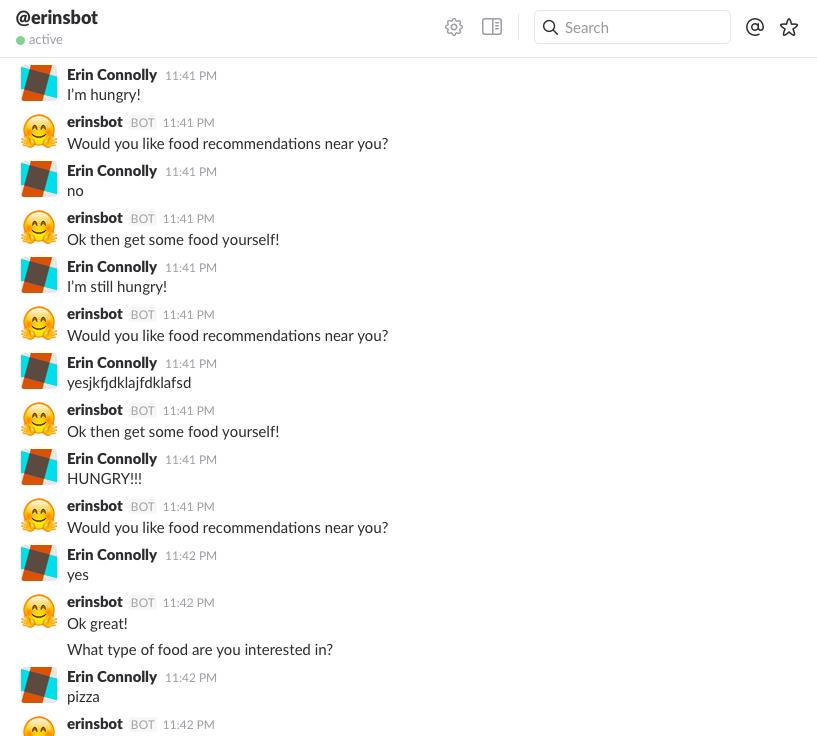 @erinsbot
active
Search
Erin Connolly 11:41 PM
I'm hungry!
erinsbot BOT 11:41 PM
Would you like food recommendations near you?
Erin Connolly 11:41 PM
no
erinsbot BOT 11:41 PM
Ok then get some food yourself!
Erin Connolly 11:41 PM
I'm still hungry!
erinsbot BOT 11:41 PM
Would you like food recommendations near you?
Erin Connolly 11:41 PM
yesjkfjdklajfdklafsd
erinsbot BOT 11:41 PM
Ok then get some food yourself!
Erin Connolly 11:41 PM
HUNGRY!!!
erinsbot BOT 11:41 PM
Would you like food recommendations near you?
Erin Connolly 11:42 PM
yes
erinsbot BOT 11:42 PM
Ok great!
What type of food are you interested in?
Erin Connolly 11:42 PM
pizza
erinsbot BOT 11:42 PM